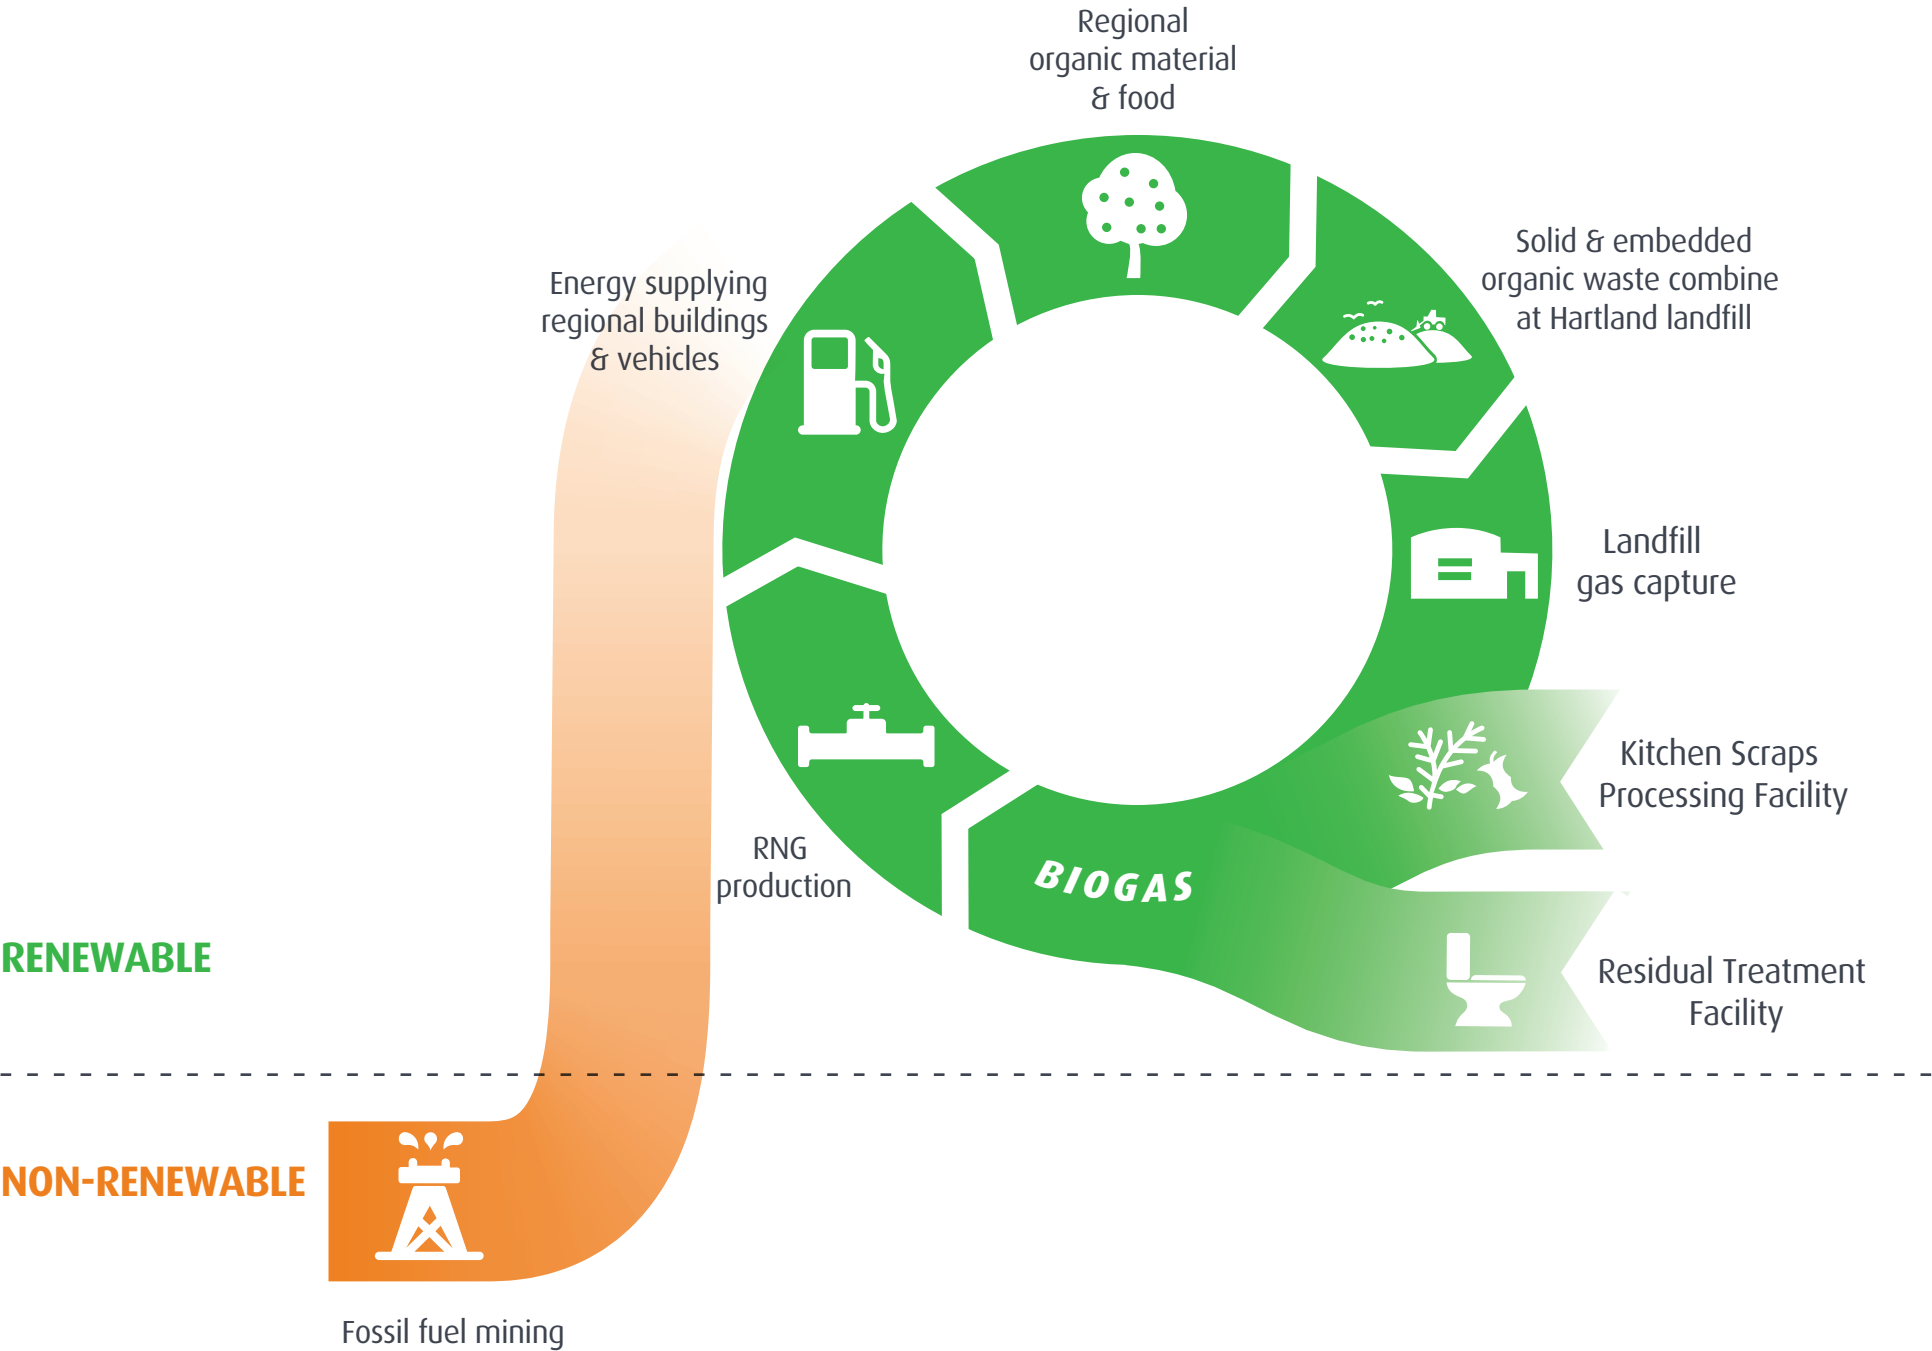 Regional
organic material
& food
Solid & embedded
organic waste combine
at Hartland landfill
Energy supplying
regional buildings
& vehicles
Landfill
gas capture
Kitchen Scraps
Processing Facility
RNG
production
BIOGAS
Residual Treatment
Facility
RENEWABLE
NON-RENEWABLE
Fossil fuel mining